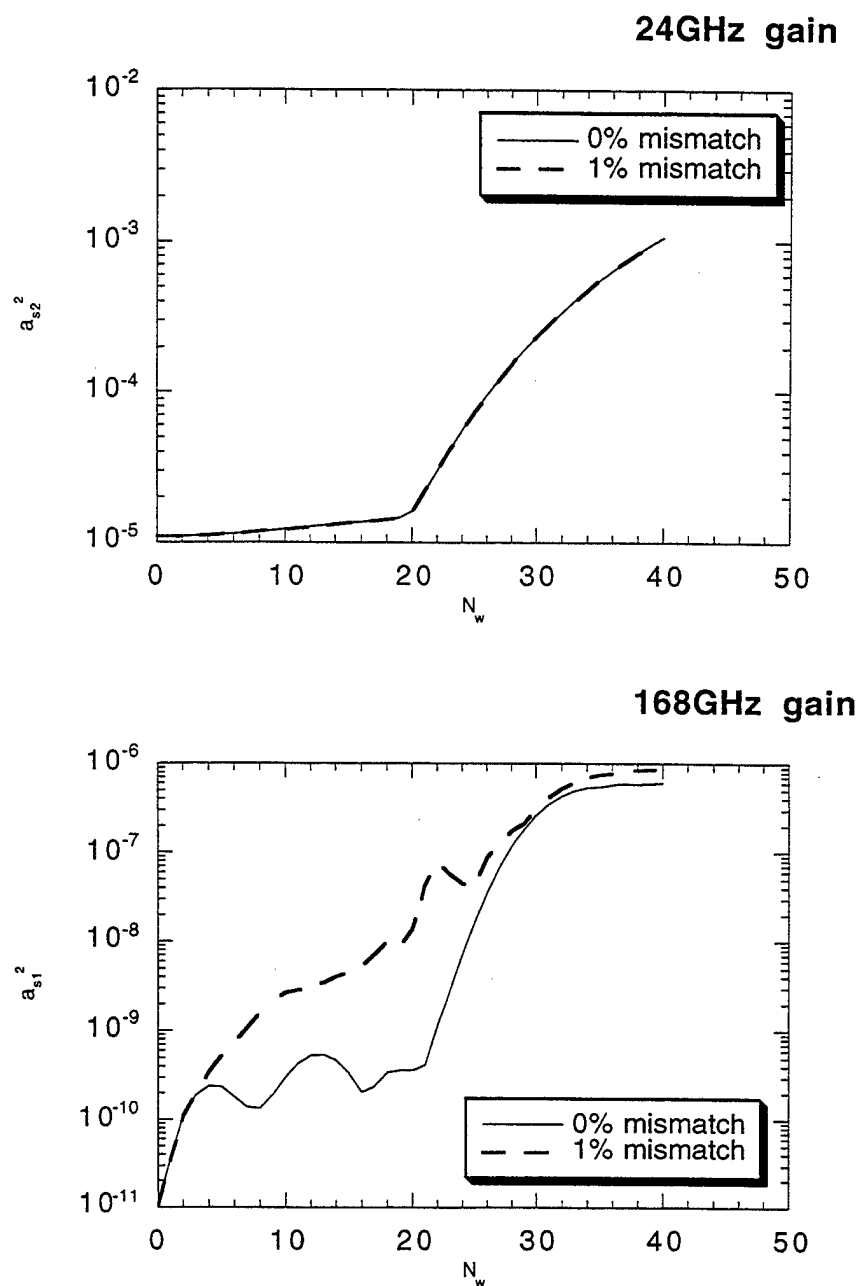 24GHz gain
10⁻²
0% mismatch
1% mismatch
10⁻³
aₛ₂²
10⁻⁴
10⁻⁵
0 10 20 30 40 50
N_w
168GHz gain
10⁻⁶
10⁻⁷
10⁻⁸
aₛ₁²
10⁻⁹
10⁻¹⁰
0% mismatch
1% mismatch
10⁻¹¹
0 10 20 30 40 50
N_w